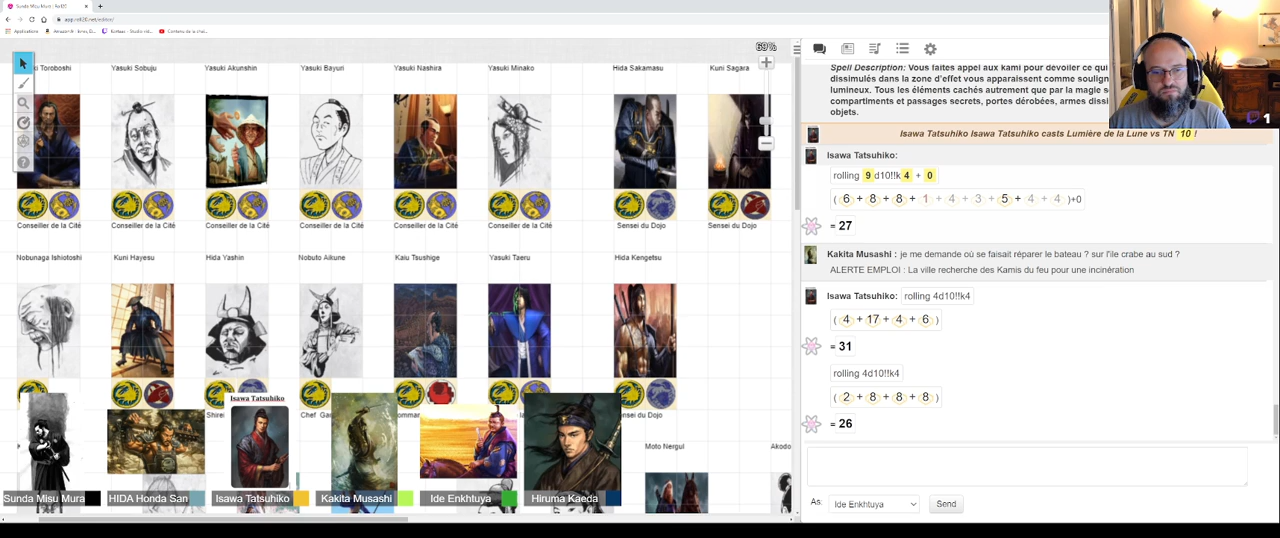 Sunda Misu Mura | Roll20
app.roll20.net/editor/
Applications
69%
Toroboshi
Yasuki Sobuju
Yasuki Akunshin
Yasuki Bayuri
Yasuki Nashira
Yasuki Minako
Hida Sakamasu
Kuni Sagara
Conseiller de la Cité
Conseiller de la Cité
Conseiller de la Cité
Conseiller de la Cité
Conseiller de la Cité
Conseiller de la Cité
Sensei du Dojo
Sensei du Dojo
Nobunaga Ishiotoshi
Kuni Hayesu
Hida Yashin
Nobuto Aikune
Kaiu Tsushige
Yasuki Taeru
Hida Kengetsu
Isawa Tatsuhiko
Chef
Dojo
Moto Nergul
Akodo
Sunda Misu Mura
HIDA Honda San
Isawa Tatsuhiko
Kakita Musashi
Ide Enkhtuya
Hiruma Kaeda
Spell Description: Vous faites appel aux kami pour dévoiler ce qui
dissimulés dans la zone d'effet vous apparaissent comme soulign
lumineux. Tous les éléments cachés autrement que par la magie s
compartiments et passages secrets, portes dérobées, armes dissi
objets.
1
Isawa Tatsuhiko Isawa Tatsuhiko casts Lumière de la Lune vs TN 10 !
Isawa Tatsuhiko:
rolling 9 d10!!k 4 + 0
( 6 + 8 + 8 + 1 + 4 + 3 + 5 + 4 + 4 )+0
= 27
Kakita Musashi : je me demande où se faisait réparer le bateau ? sur l'île crabe au sud ?
ALERTE EMPLOI : La ville recherche des Kamis du feu pour une incinération
Isawa Tatsuhiko: rolling 4d10!!k4
( 4 + 17 + 4 + 6 )
= 31
rolling 4d10!!k4
( 2 + 8 + 8 + 8 )
= 26
As: Ide Enkhtuya Send